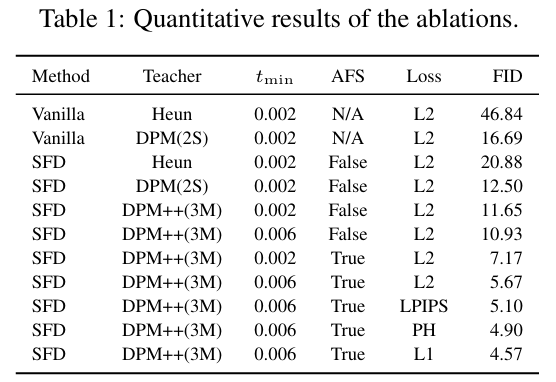 Table 1: Quantitative results of the ablations.
Method Teacher tmin AFS Loss FID
Vanilla Heun 0.002 N/A L2 46.84
Vanilla DPM(2S) 0.002 N/A L2 16.69
SFD Heun 0.002 False L2 20.88
SFD DPM(2S) 0.002 False L2 12.50
SFD DPM++(3M) 0.002 False L2 11.65
SFD DPM++(3M) 0.006 False L2 10.93
SFD DPM++(3M) 0.002 True L2 7.17
SFD DPM++(3M) 0.006 True L2 5.67
SFD DPM++(3M) 0.006 True LPIPS 5.10
SFD DPM++(3M) 0.006 True PH 4.90
SFD DPM++(3M) 0.006 True L1 4.57